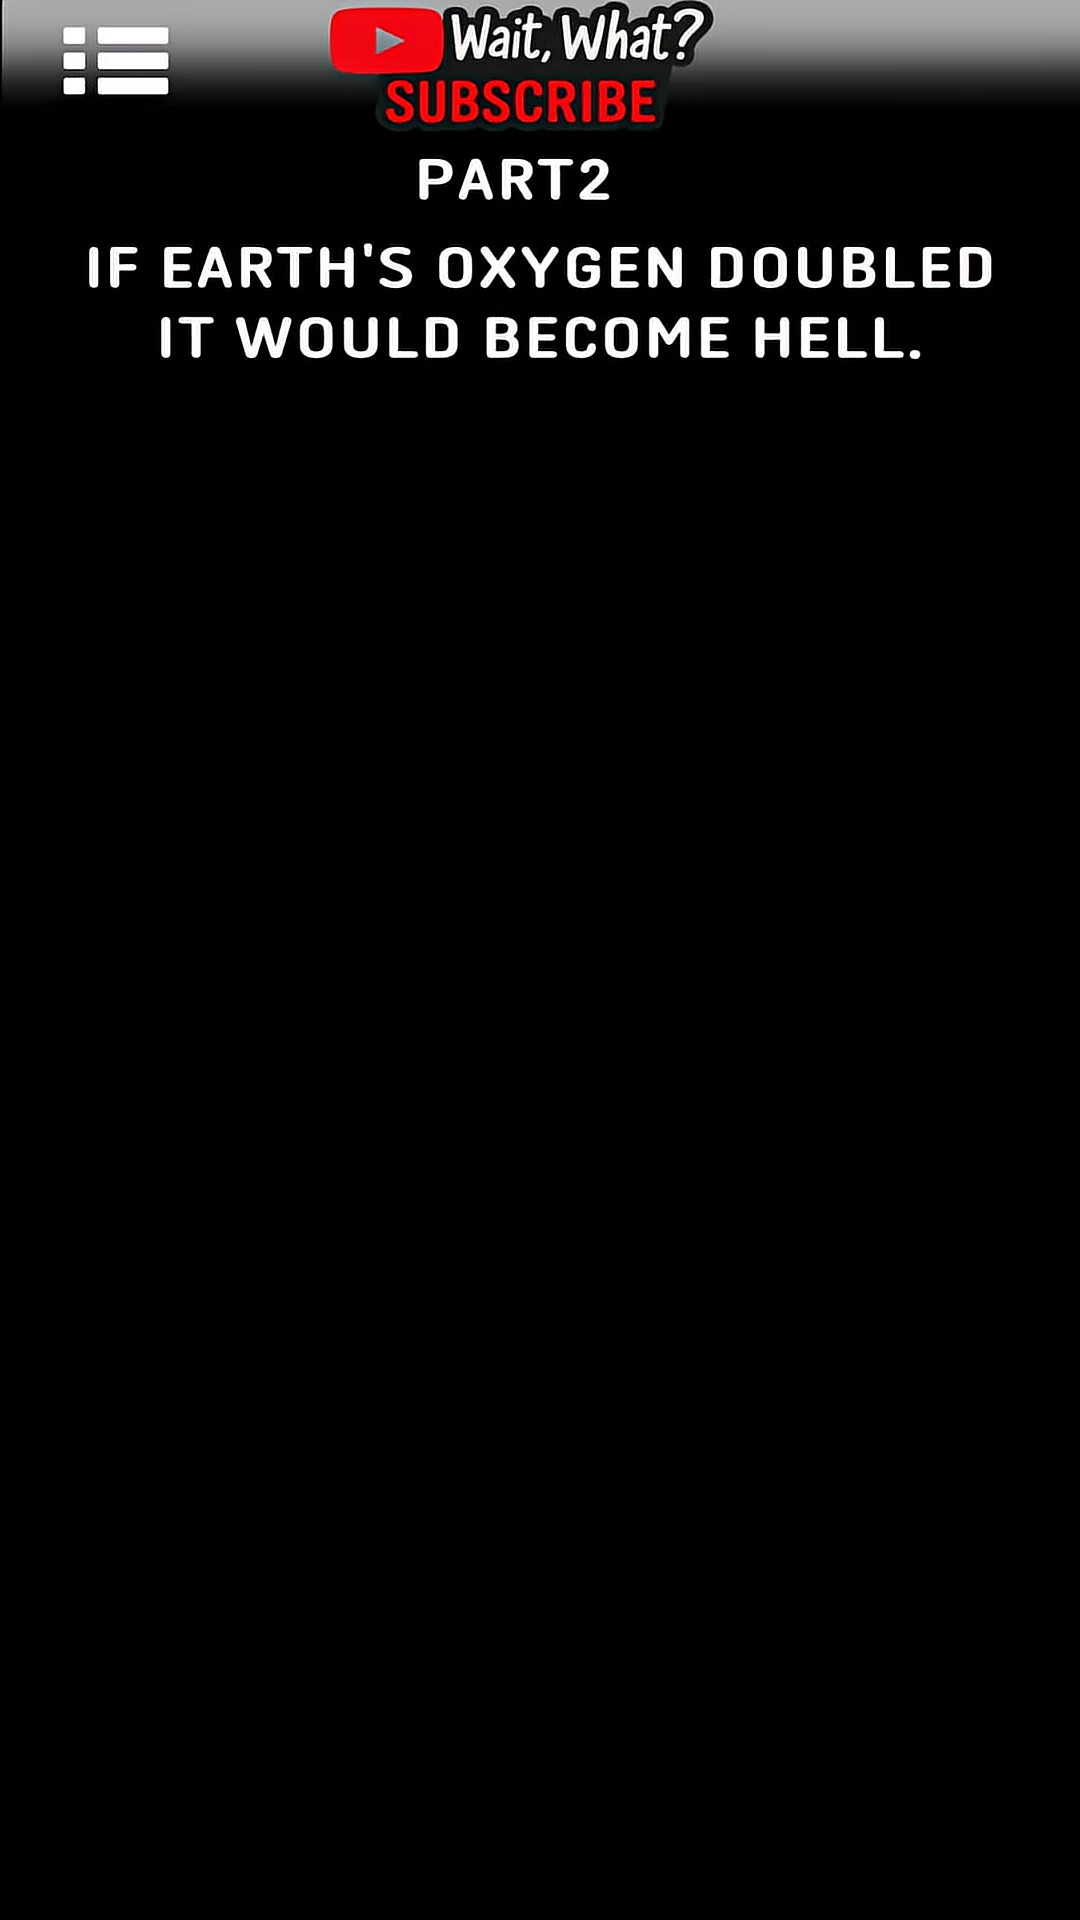 Wait, What?
SUBSCRIBE
PART2
IF EARTH'S OXYGEN DOUBLED
IT WOULD BECOME HELL.